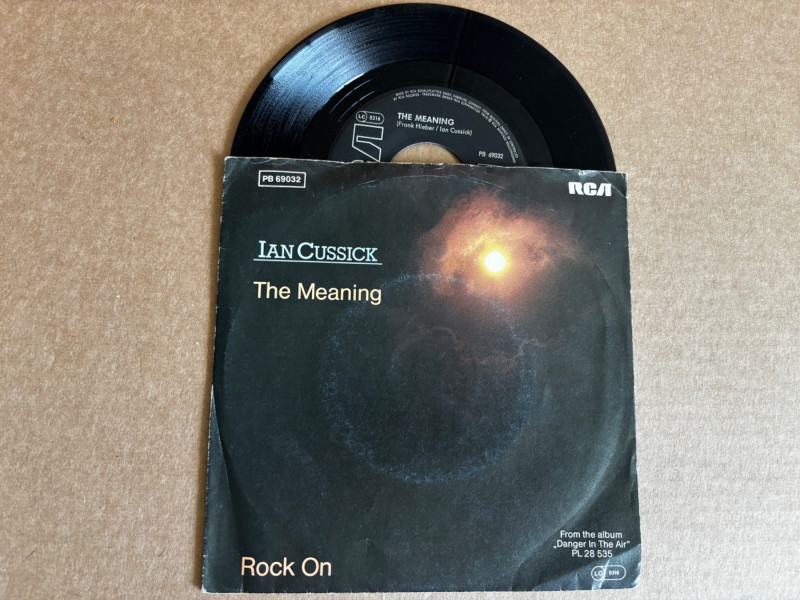 LC 0316
THE MEANING
(Frank Hieber / Ian Cussick)
PB 69032
PB 69032
RCA
IAN CUSSICK
The Meaning
From the album
„Danger In The Air"
PL 28 535
LC 0316
Rock On